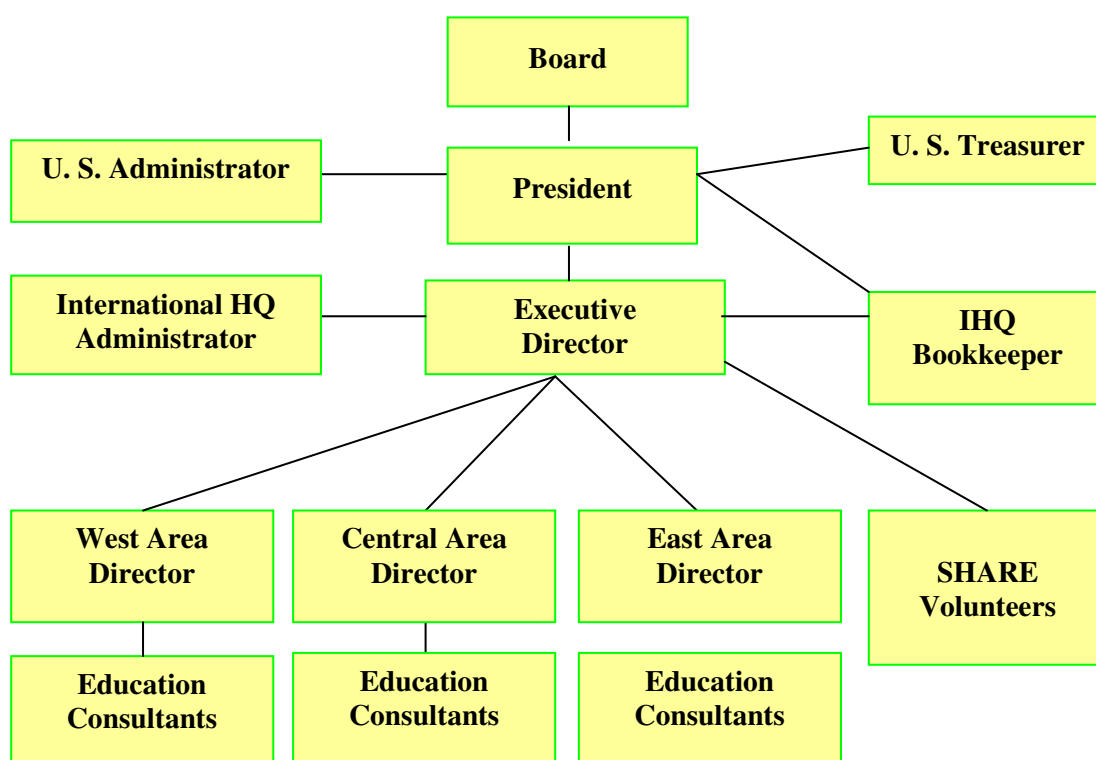 Board
U. S. Administrator
President
U. S. Treasurer
International HQ
Administrator
Executive
Director
IHQ
Bookkeeper
West Area
Director
Central Area
Director
East Area
Director
SHARE
Volunteers
Education
Consultants
Education
Consultants
Education
Consultants